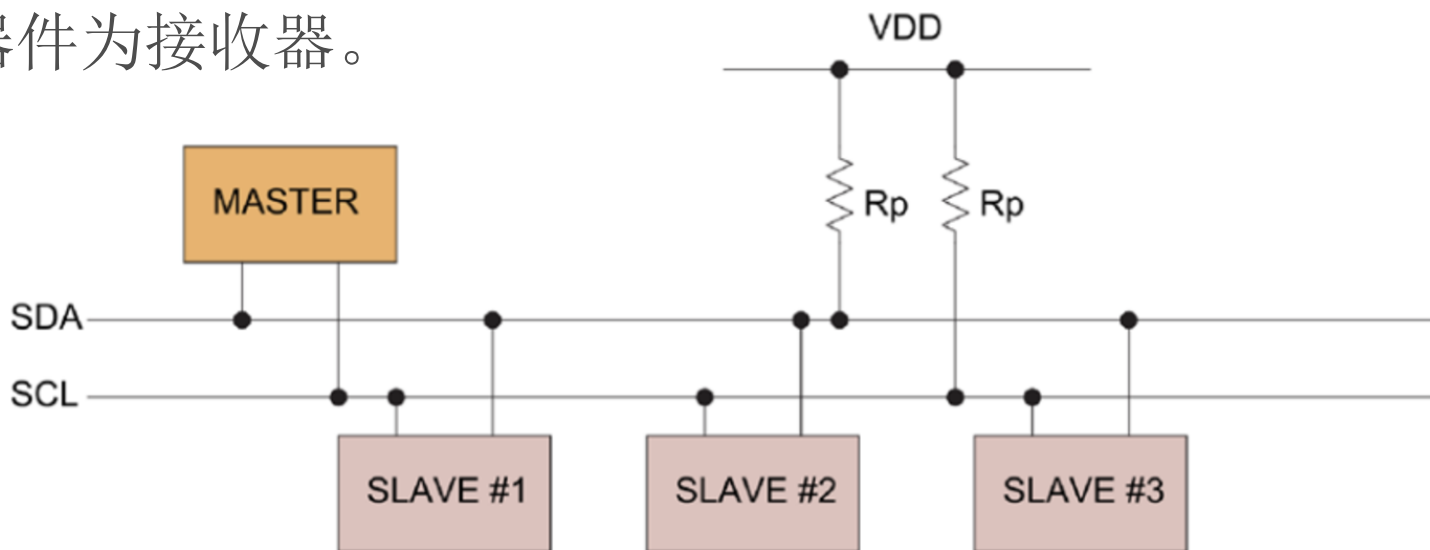 器件为接收器。
VDD
MASTER
Rp Rp
SDA
SCL
SLAVE #1 SLAVE #2 SLAVE #3